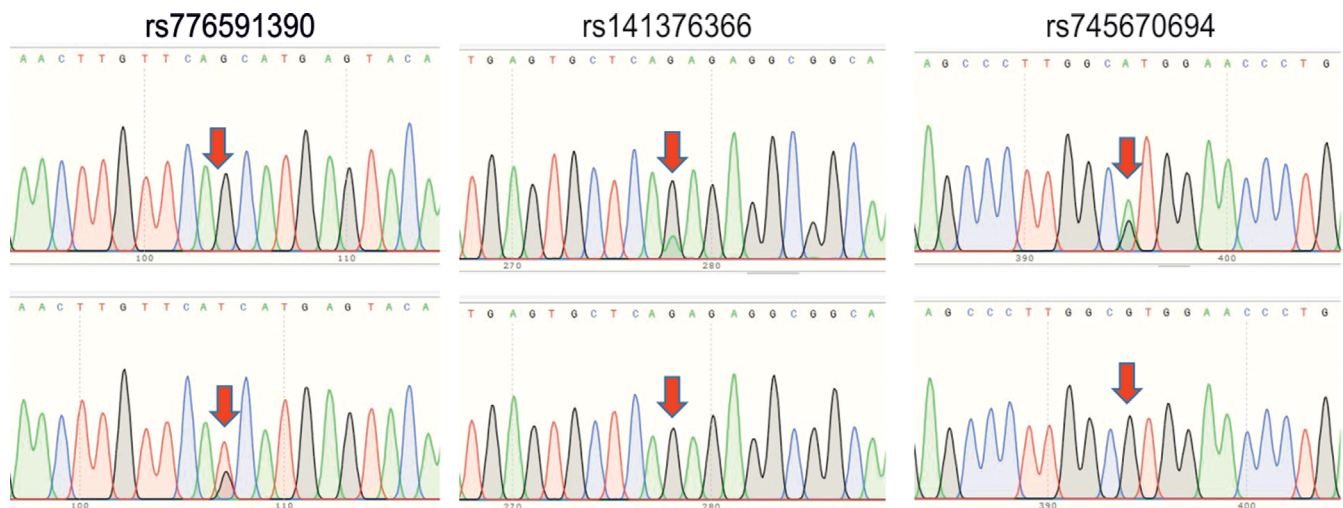 rs776591390
A A C T T G T T C A G C A T G A G T A C A
100 110
A A C T T G T T C A T C A T G A G T A C A
100 110
rs141376366
T G A G T G C T C A G A G A G G C G G C A
270 280
T G A G T G C T C A G A G A G G C G G C A
270 280
rs745670694
A G C C C T T G G C A T G G A A C C C T G
390 400
A G C C C T T G G C G T G G A A C C C T G
390 400